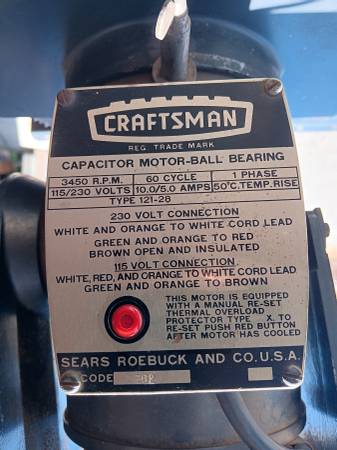 CRAFTSMAN
REG. TRADE MARK
CAPACITOR MOTOR-BALL BEARING
3450 R.P.M. 60 CYCLE 1 PHASE
115/230 VOLTS 10.0/5.0 AMPS 50°C.TEMP.RISE
TYPE 121-28
230 VOLT CONNECTION
WHITE AND ORANGE TO WHITE CORD LEAD
GREEN AND ORANGE TO RED
BROWN OPEN AND INSULATED
115 VOLT CONNECTION
WHITE, RED, AND ORANGE TO WHITE CORD LEAD
GREEN AND ORANGE TO BROWN
THIS MOTOR IS EQUIPPED
WITH A MANUAL RE-SET
THERMAL OVERLOAD
PROTECTOR TYPE X. TO
RE-SET PUSH RED BUTTON
AFTER MOTOR HAS COOLED
SEARS ROEBUCK AND CO. U.S.A.
CODE